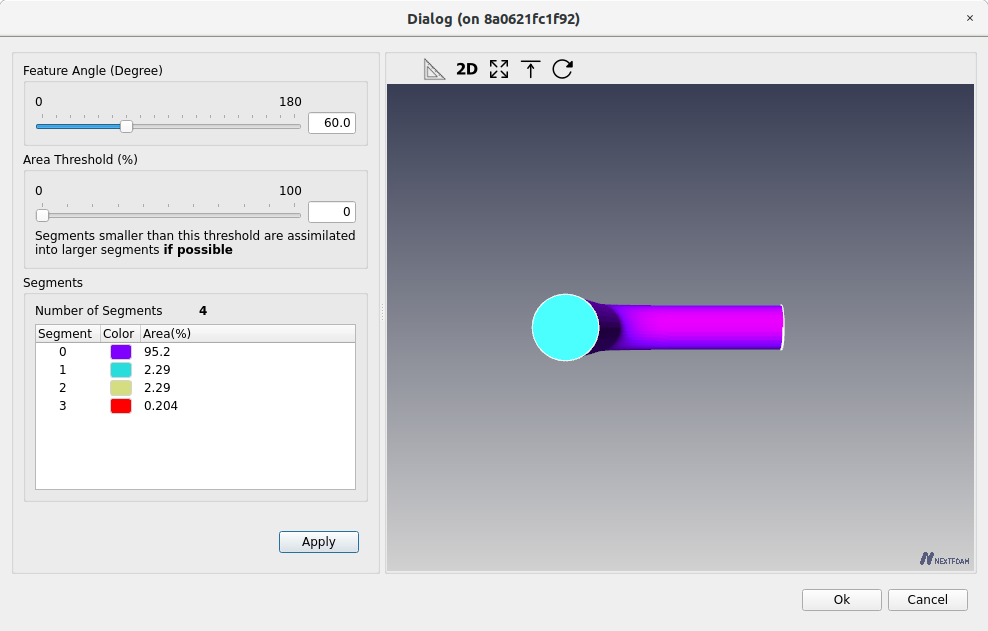 Dialog (on 8a0621fc1f92)
×
Feature Angle (Degree)
0 180
60.0
Area Threshold (%)
0 100
0
Segments smaller than this threshold are assimilated
into larger segments if possible
Segments
Number of Segments 4
Segment Color Area(%)
0 95.2
1 2.29
2 2.29
3 0.204
Apply
2D
NEXTFOAM
Ok Cancel